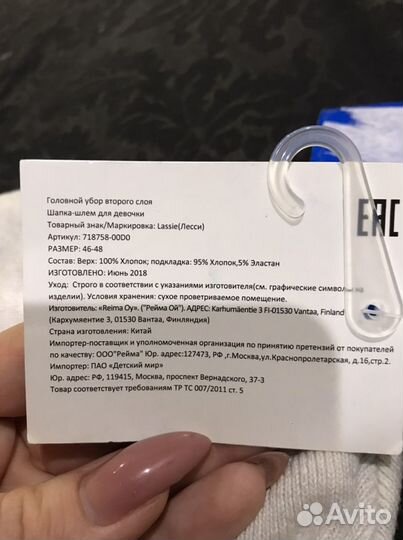 Головной убор второго слоя
Шапка-шлем для девочки
Товарный знак/Маркировка: Lassie(Лесси)
Артикул: 718758-00D0
РАЗМЕР: 46-48
Состав: Верх: 100% Хлопок; подкладка: 95% Хлопок,5% Эластан
ИЗГОТОВЛЕНО: Июнь 2018
Уход: Строго в соответствии с указаниями изготовителя(см. графические символы на
изделии). Условия хранения: сухое проветриваемое помещение.
Изготовитель: «Reima Oy». ("Рейма Ой"). АДРЕС: Karhumäentie 3 FI-01530 Vantaa, Finland
(Кархумяентие 3, 01530 Вантаа, Финляндия)
Страна изготовления: Китай
Импортер-поставщик и уполномоченная организация по принятию претензий от покупателей
по качеству: ООО"Рейма" Юр. адрес:127473, РФ ,г.Москва,ул.Краснопролетарская, д.16,стр.2.
Импортер: ПАО «Детский мир»
Юр. адрес: РФ, 119415, Москва, проспект Вернадского, 37-3
Товар соответствует требованиям ТР ТС 007/2011 ст. 5
EAC
Avito